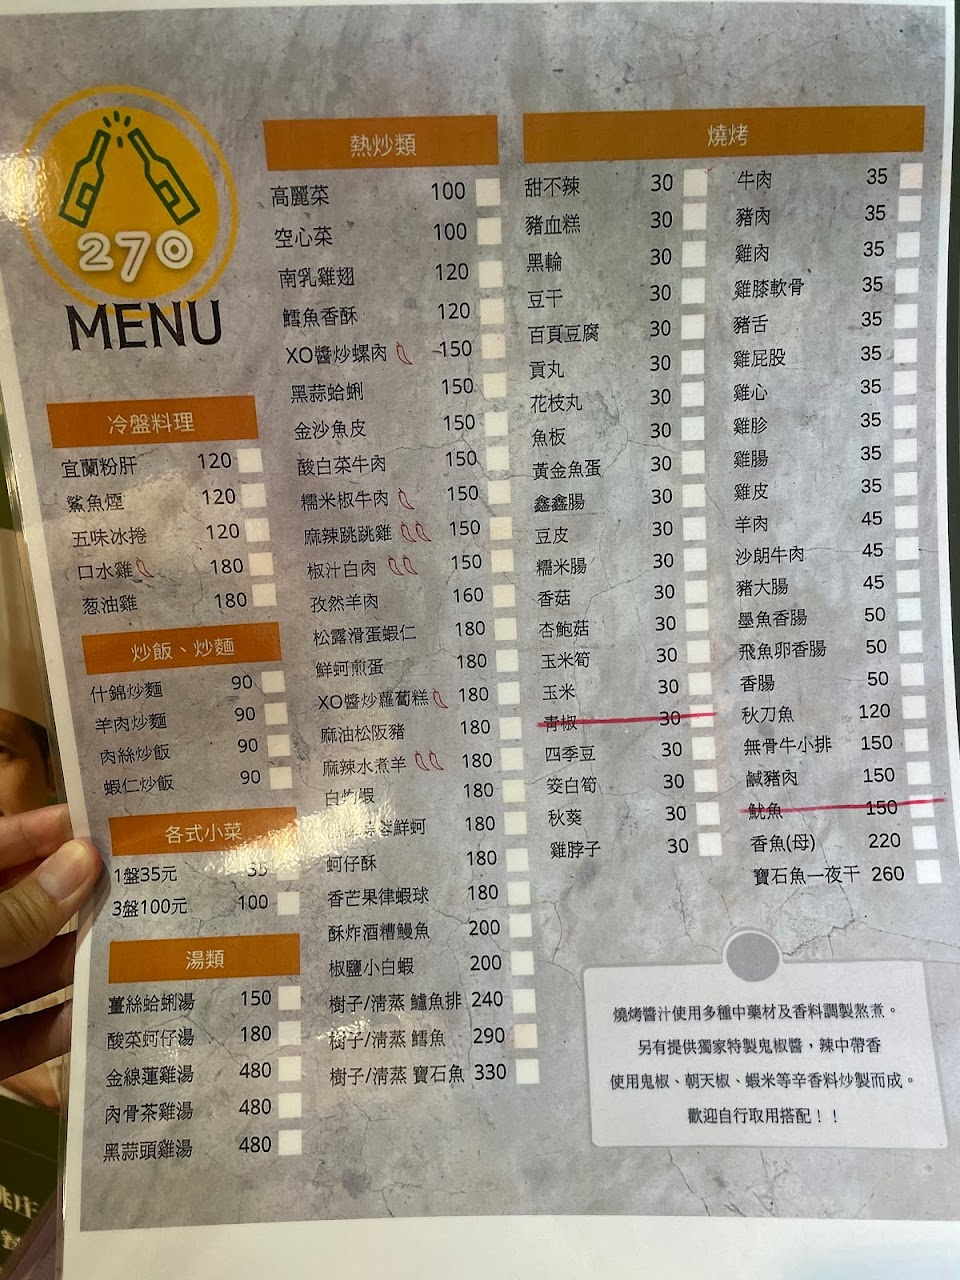 270
MENU
冷盤料理
宜蘭粉肝 120
鯊魚煙 120
五味冰捲 120
口水雞 180
葱油雞 180
炒飯、炒麵
什錦炒麵 90
羊肉炒麵 90
肉絲炒飯 90
蝦仁炒飯 90
各式小菜
1盤35元 35
3盤100元 100
湯類
薑絲蛤蜊湯 150
酸菜蚵仔湯 180
金線蓮雞湯 480
肉骨茶雞湯 480
黑蒜頭雞湯 480
熱炒類
高麗菜 100
空心菜 100
南乳雞翅 120
鱈魚香酥 120
XO醬炒螺肉 150
黑蒜蛤蜊 150
金沙魚皮 150
酸白菜牛肉 150
糯米椒牛肉 150
麻辣跳跳雞 150
椒汁白肉 150
孜然羊肉 160
松露滑蛋蝦仁 180
鮮蚵煎蛋 180
XO醬炒蘿蔔糕 180
麻油松阪豬 180
麻辣水煮羊 180
白灼蝦 180
鮮蚵 180
蚵仔酥 180
香芒果律蝦球 180
酥炸酒糟鰻魚 200
椒鹽小白蝦 200
樹子/清蒸 鱸魚排 240
樹子/清蒸 鱈魚 290
樹子/清蒸 寶石魚 330
燒烤
甜不辣 30
豬血糕 30
黑輪 30
豆干 30
百頁豆腐 30
貢丸 30
花枝丸 30
魚板 30
黃金魚蛋 30
鑫鑫腸 30
豆皮 30
糯米腸 30
香菇 30
杏鮑菇 30
玉米筍 30
玉米 30
青椒 30
四季豆 30
筊白筍 30
秋葵 30
雞脖子 30
牛肉 35
豬肉 35
雞肉 35
雞膝軟骨 35
豬舌 35
雞屁股 35
雞心 35
雞胗 35
雞腸 35
雞皮 35
羊肉 45
沙朗牛肉 45
豬大腸 45
墨魚香腸 50
飛魚卵香腸 50
香腸 50
秋刀魚 120
無骨牛小排 150
鹹豬肉 150
魷魚 150
香魚(母) 220
寶石魚一夜干 260
燒烤醬汁使用多種中藥材及香料調製熬煮。
另有提供獨家特製鬼椒醬，辣中帶香
使用鬼椒、朝天椒、蝦米等辛香料炒製而成。
歡迎自行取用搭配！！